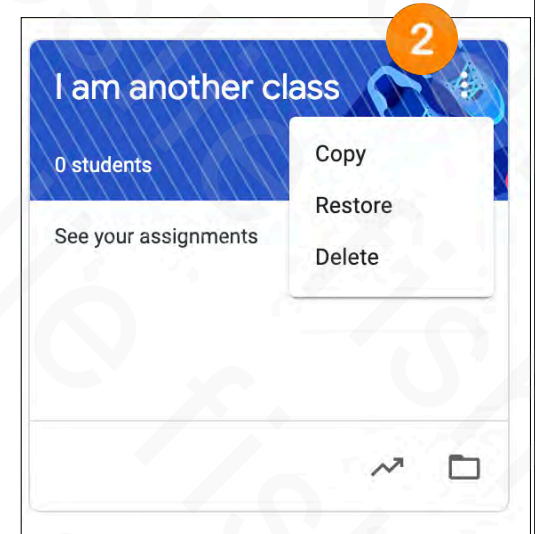 2
I am another class
0 students
Copy
Restore
Delete
See your assignments